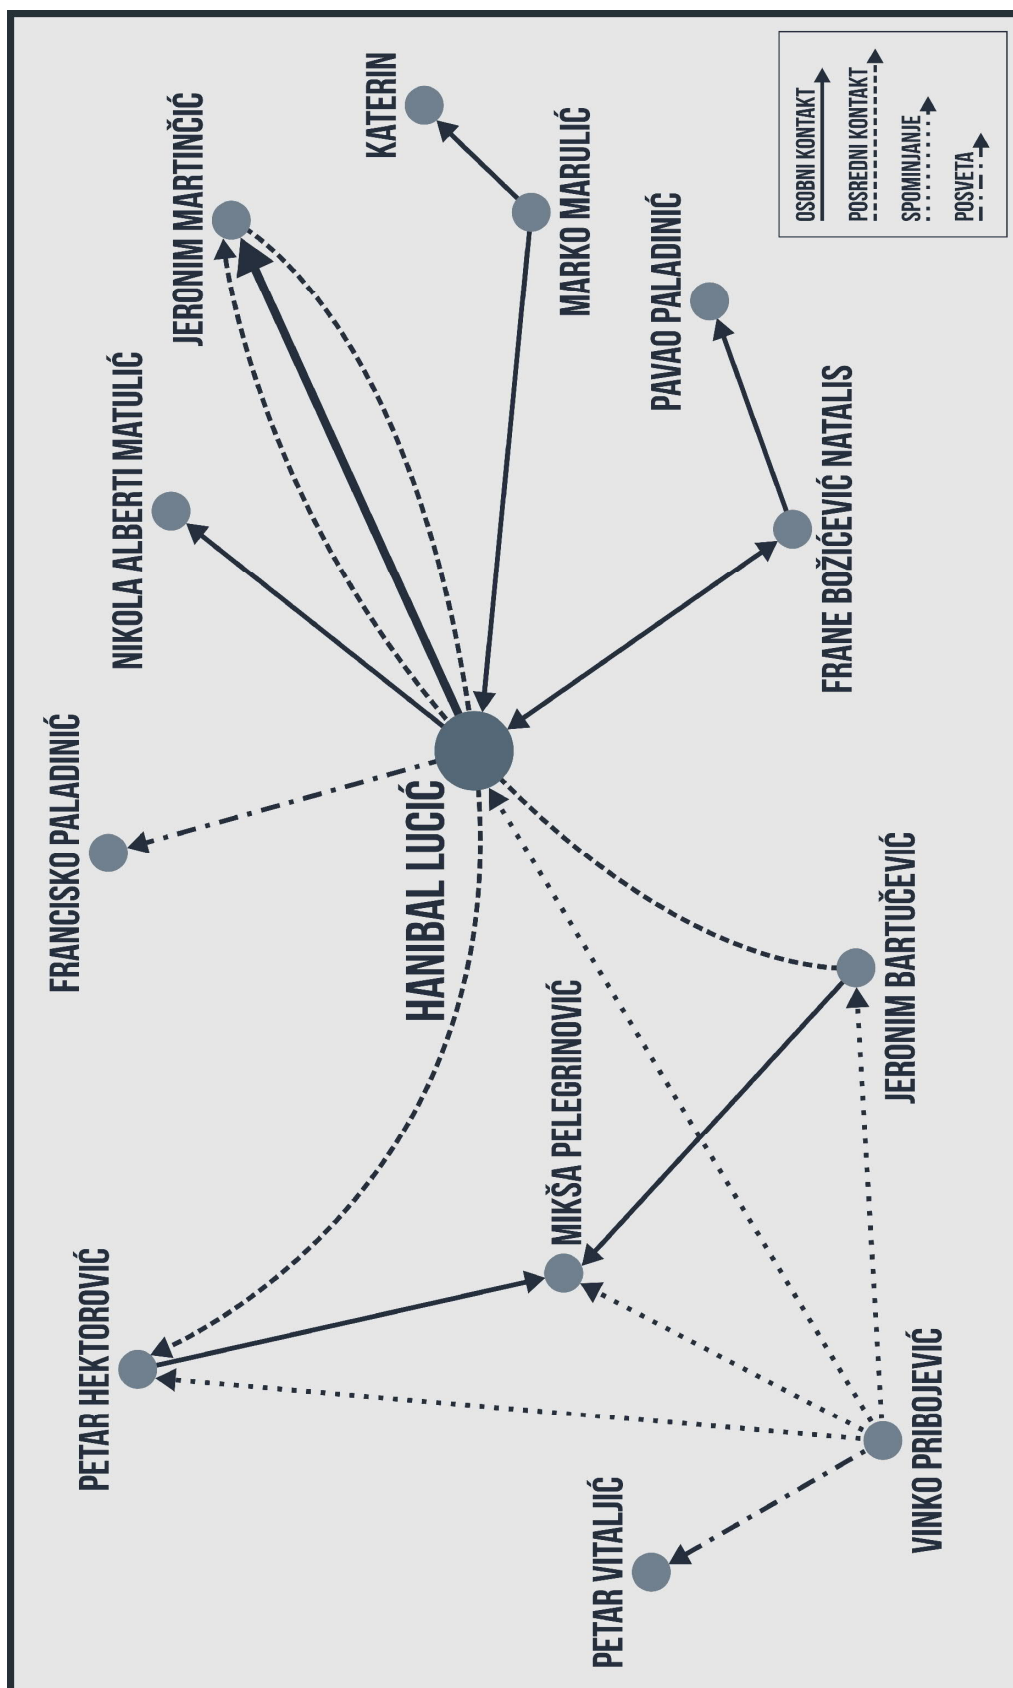 FRANCISKO PALADINIĆ
PETAR HEKTOROVIĆ
NIKOLA ALBERTI MATULIĆ
JERONIM MARTINČIĆ
KATERIN
HANIBAL LUCIĆ
MIKŠA PELEGRINOVIĆ
MARKO MARULIĆ
PETAR VITALJIĆ
PAVAO PALADINIĆ
FRANE BOŽIĆEVIĆ NATALIS
JERONIM BARTUČEVIĆ
VINKO PRIBOJEVIĆ
OSOBNI KONTAKT
POSREDNI KONTAKT
SPOMINJANJE
POSVETA